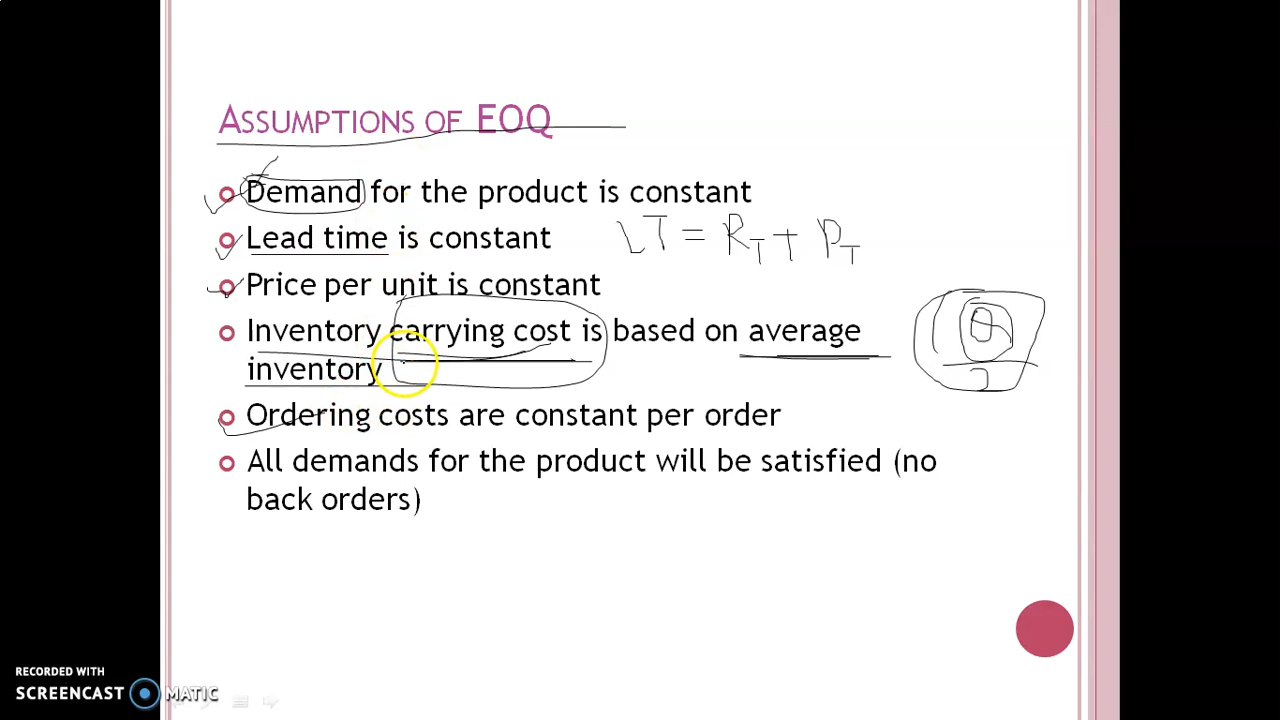 ASSUMPTIONS OF EOQ
Demand for the product is constant
Lead time is constant
LT = RT + PT
Price per unit is constant
Inventory carrying cost is based on average
inventory
Q
2
Ordering costs are constant per order
All demands for the product will be satisfied (no
back orders)
RECORDED WITH
SCREENCAST MATIC